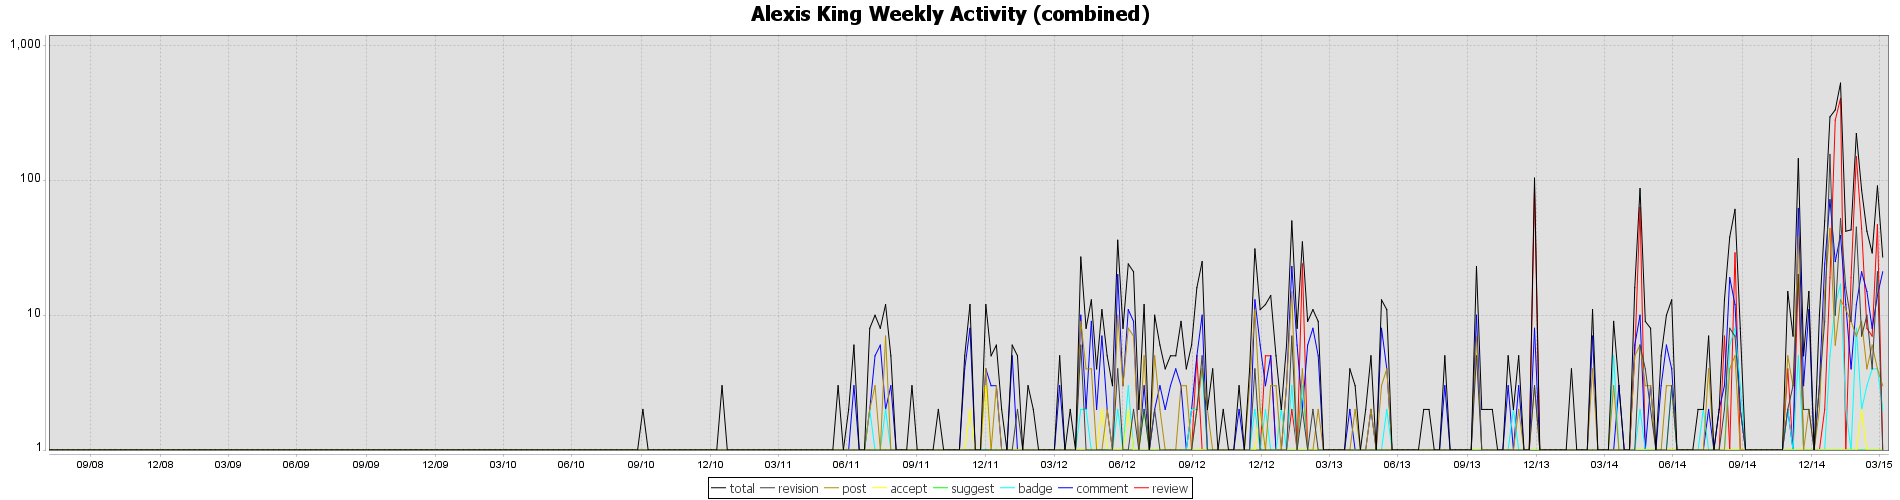 Alexis King Weekly Activity (combined)
1,000
100
10
1
09/08 12/08 03/09 06/09 09/09 12/09 03/10 06/10 09/10 12/10 03/11 06/11 09/11 12/11 03/12 06/12 09/12 12/12 03/13 06/13 09/13 12/13 03/14 06/14 09/14 12/14 03/15
total revision post accept suggest badge comment review